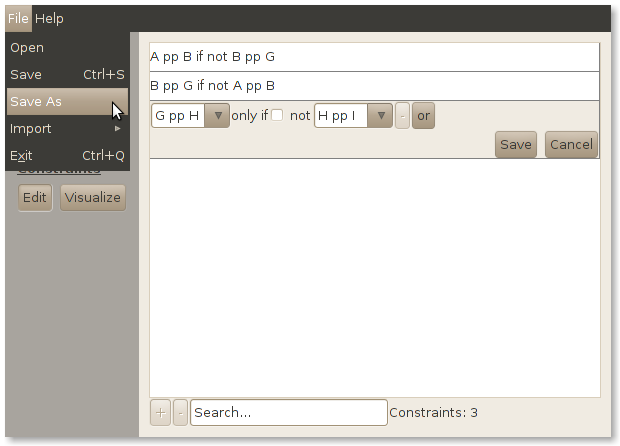 File Help
Open
Save Ctrl+S
Save As
Import
Exit Ctrl+Q
Constraints
Edit Visualize
A pp B if not B pp G
B pp G if not A pp B
G pp H only if not H pp I - or
Save Cancel
+ - Search... Constraints: 3